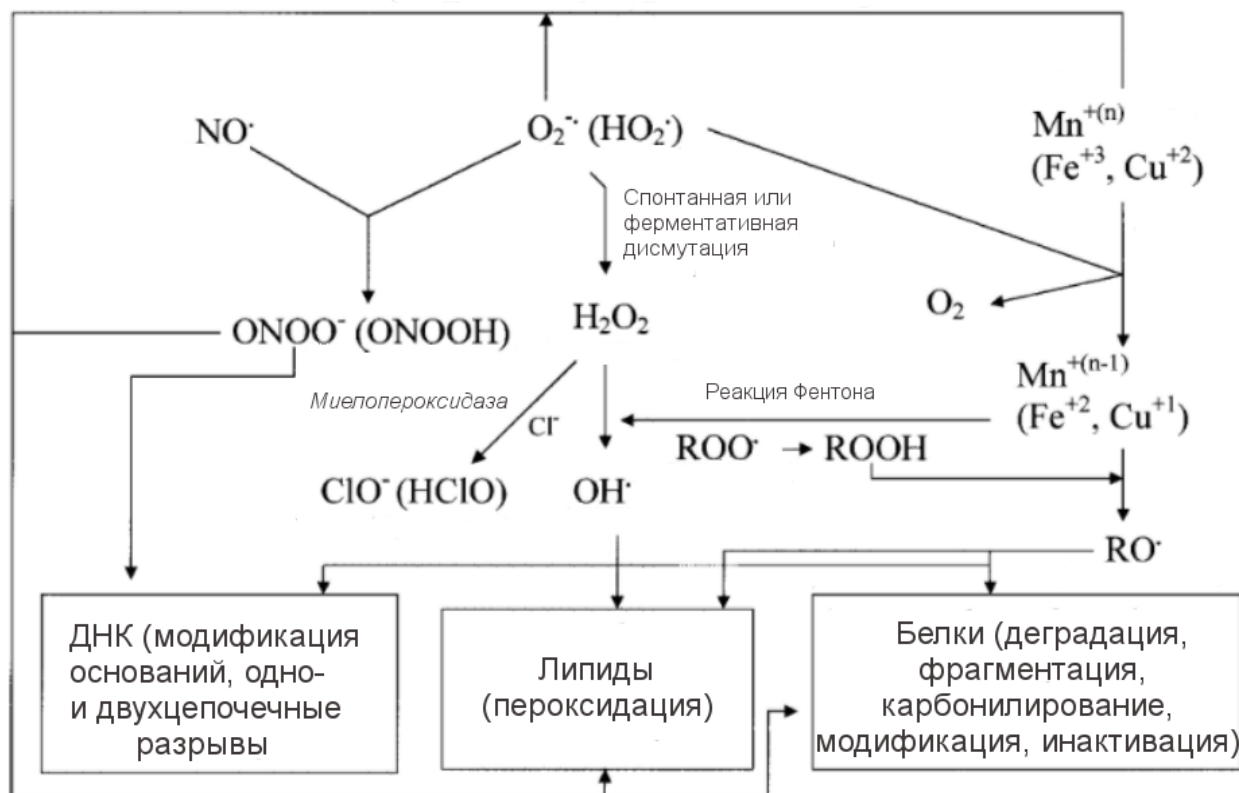 NO· O₂⁻· (HO₂·) Mn⁺⁽ⁿ⁾
(Fe⁺³, Cu⁺²)
Спонтанная или
ферментативная
дисмутация
O₂
ONOO⁻ (ONOOH) H₂O₂
Mn⁺⁽ⁿ⁻¹⁾
(Fe⁺², Cu⁺¹)
Миелопероксидаза
Cl⁻
Реакция Фентона
ROO· ROOH
ClO⁻ (HClO) OH·
RO·
ДНК (модификация
оснований, одно-
и двухцепочечные
разрывы
Липиды
(пероксидация)
Белки (деградация,
фрагментация,
карбонилирование,
модификация, инактивация)